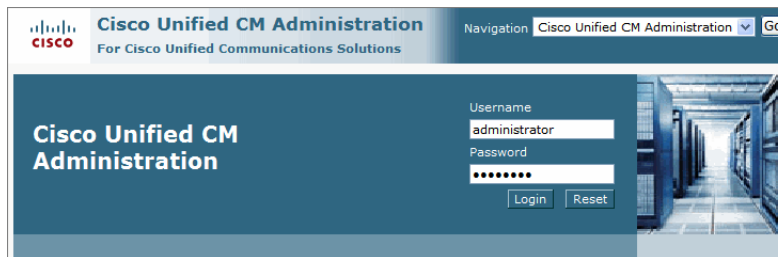 CISCO
Cisco Unified CM Administration
For Cisco Unified Communications Solutions
Navigation Cisco Unified CM Administration
Cisco Unified CM
Administration
Username
administrator
Password
••••••••
Login Reset